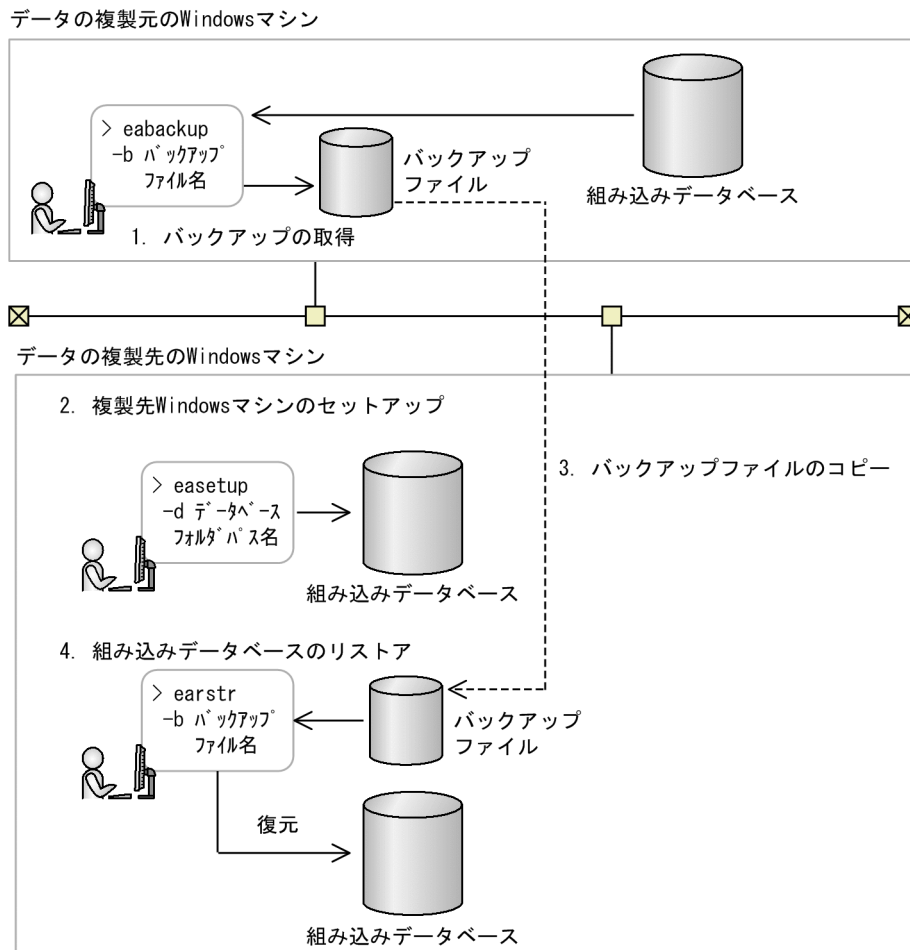 データの複製元のWindowsマシン
> eabackup
-b ﾊﾞｯｸｱｯﾌﾟ
ﾌｧｲﾙ名
バックアップ
ファイル
組み込みデータベース
1. バックアップの取得
データの複製先のWindowsマシン
2. 複製先Windowsマシンのセットアップ
3. バックアップファイルのコピー
> easetup
-d ﾃﾞｰﾀﾍﾞｰｽ
ﾌｫﾙﾀﾞﾊﾟｽ名
組み込みデータベース
4. 組み込みデータベースのリストア
> earstr
-b ﾊﾞｯｸｱｯﾌﾟ
ﾌｧｲﾙ名
バックアップ
ファイル
復元
組み込みデータベース